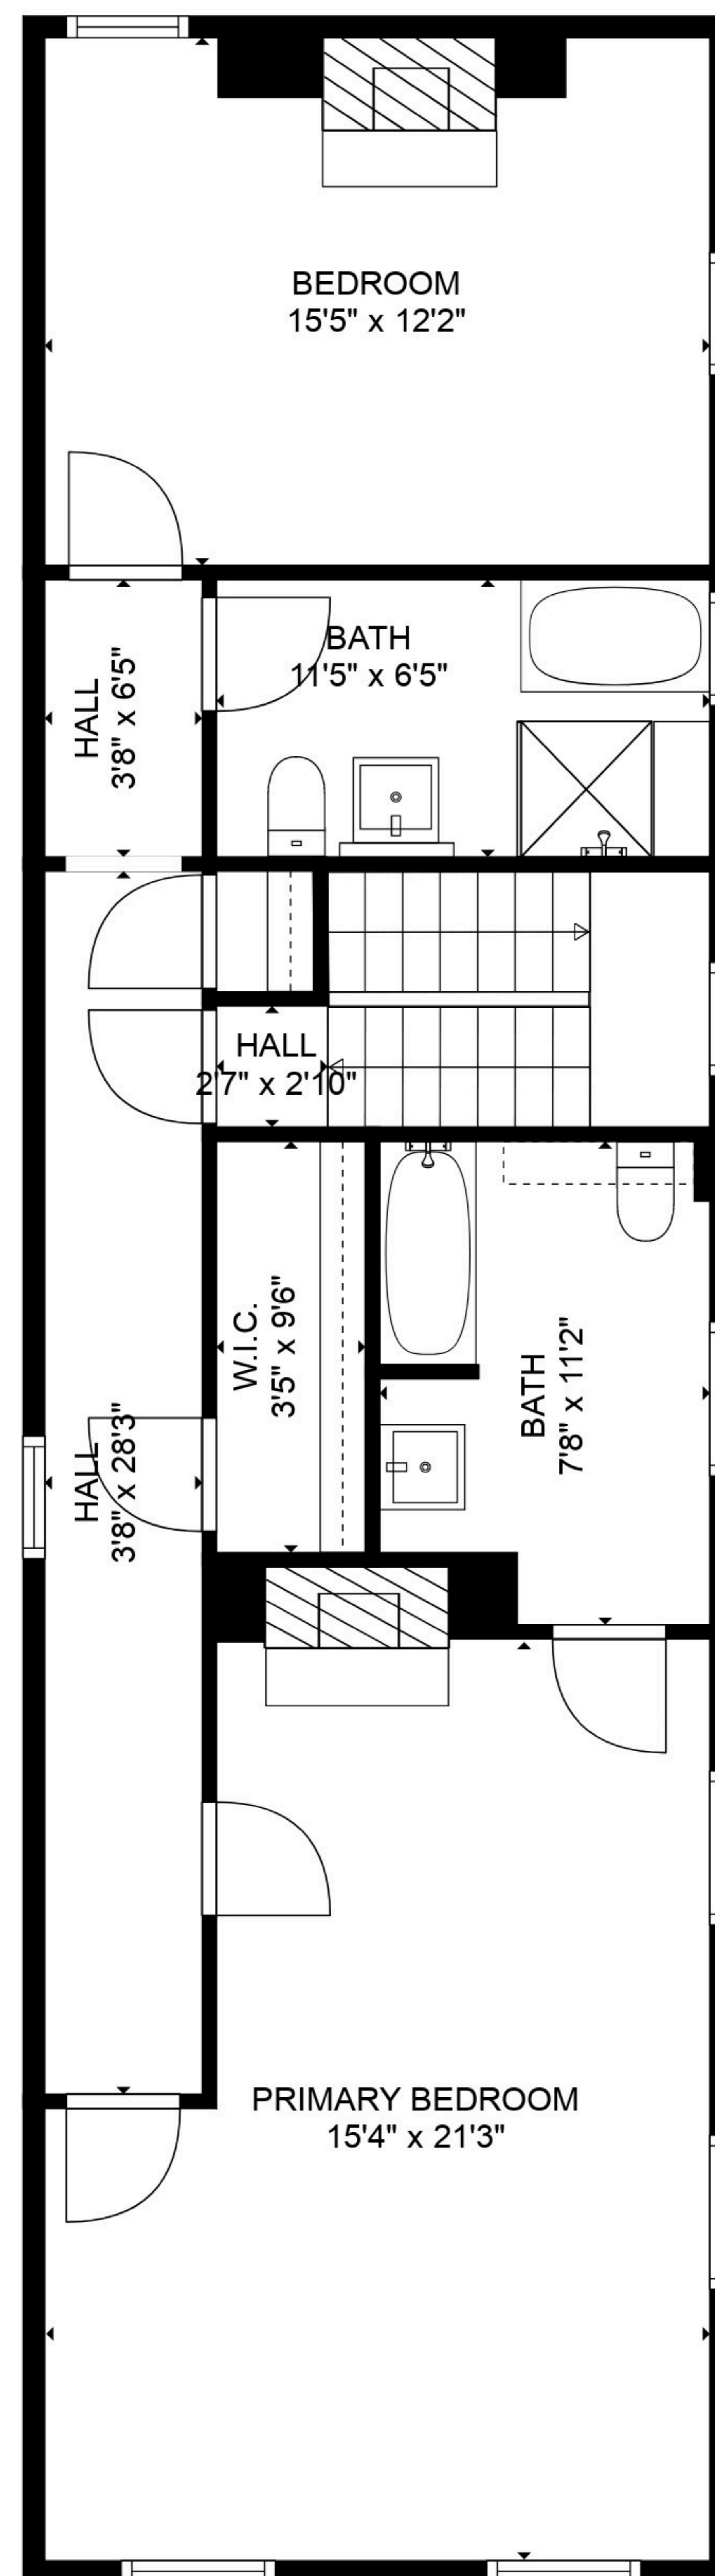 BEDROOM
15'5" x 12'2"
BATH
11'5" x 6'5"
HALL
3'8" x 6'5"
HALL
2'7" x 2'10"
W.I.C.
3'5" x 9'6"
BATH
7'8" x 11'2"
HALL
3'8" x 28'3"
PRIMARY BEDROOM
15'4" x 21'3"